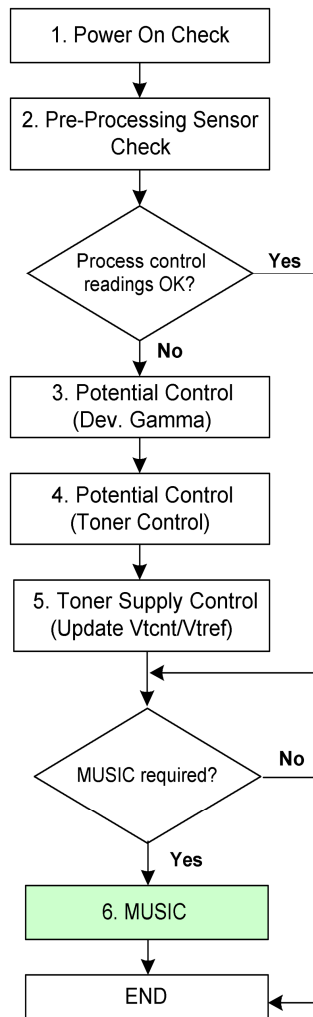 1. Power On Check
2. Pre-Processing Sensor
Check
Process control
readings OK?
Yes
No
3. Potential Control
(Dev. Gamma)
4. Potential Control
(Toner Control)
5. Toner Supply Control
(Update Vtcnt/Vtref)
MUSIC required?
No
Yes
6. MUSIC
END